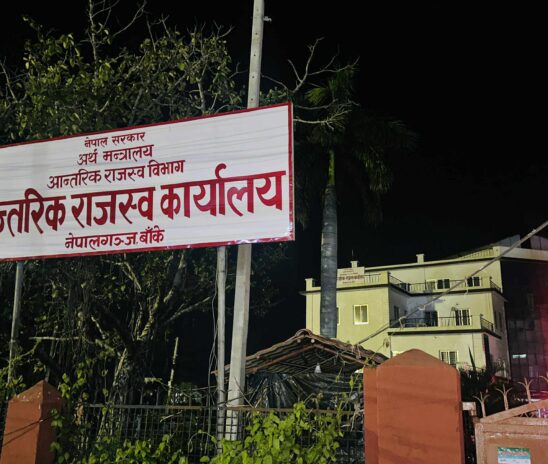 नेपाल सरकार
अर्थ मन्त्रालय
आन्तरिक राजस्व विभाग
न्तरिक राजस्व कार्यालय
नेपालगञ्ज, बाँके